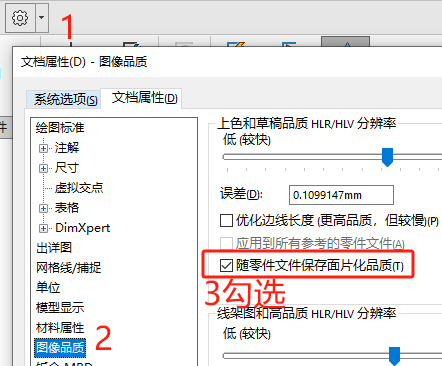 1
文档属性(D) - 图像品质
系统选项(S) 文档属性(D)
件
绘图标准
注解
尺寸
虚拟交点
表格
DimXpert
出详图
网格线/捕捉
单位
模型显示
材料属性
图像品质
2
上色和草稿品质 HLR/HLV 分辨率
低 (较快)
误差(D): 0.1099147mm
优化边线长度 (更高品质，但较慢)(P)
应用到所有参考的零件文件(A)
随零件文件保存面片化品质(T)
3勾选
线架图和高品质 HLR/HLV 分辨率
低 (较快)